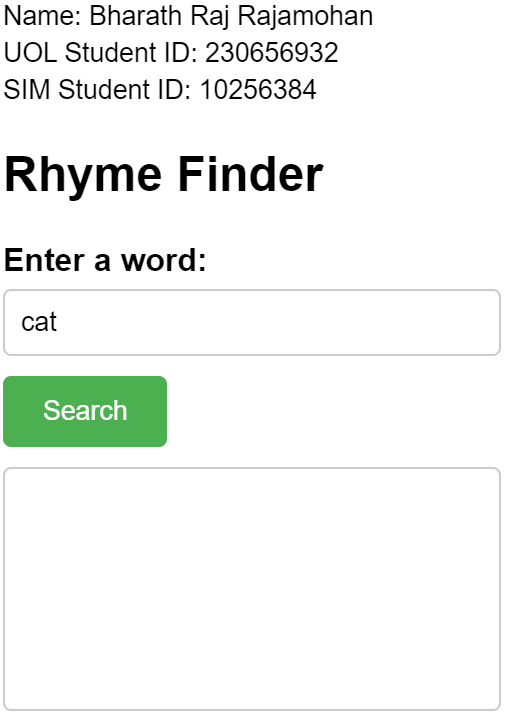 Name: Bharath Raj Rajamohan
UOL Student ID: 230656932
SIM Student ID: 10256384
Rhyme Finder
Enter a word:
cat
Search